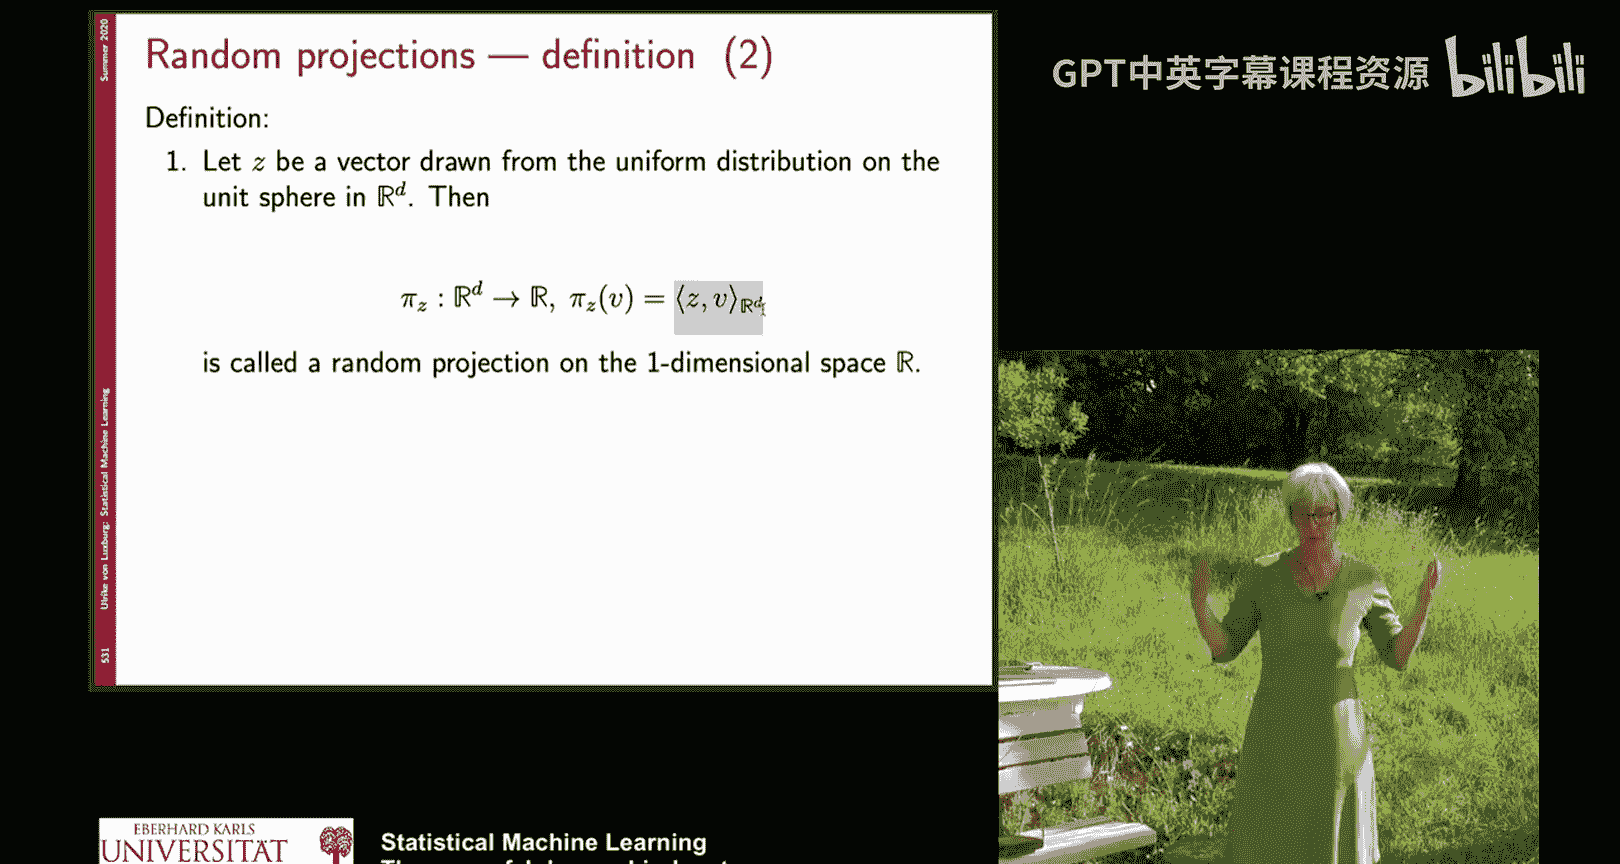 Random projections — definition (2)
Definition:
1. Let z be a vector drawn from the uniform distribution on the
unit sphere in ℝᵈ. Then
π_z : ℝᵈ → ℝ, π_z(v) = ⟨z, v⟩_ℝᵈ
is called a random projection on the 1-dimensional space ℝ.
Summer 2020
Ulrike von Luxburg: Statistical Machine Learning
531
GPT中英字幕课程资源
bilibili
EBERHARD KARLS
UNIVERSITÄT
Statistical Machine Learning